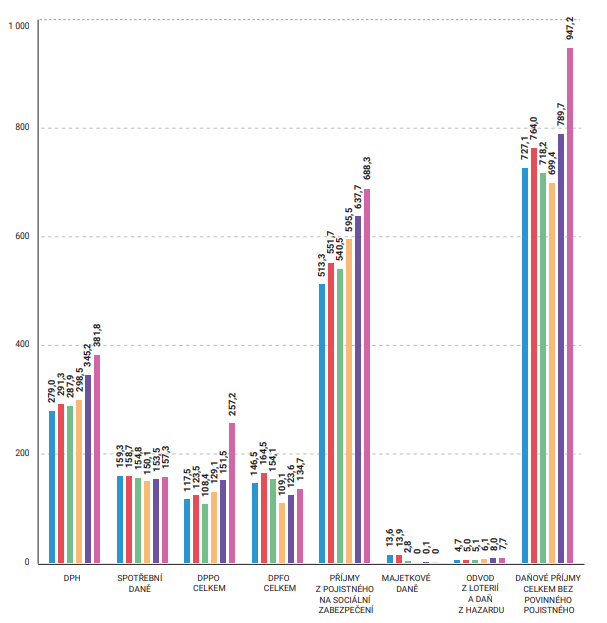 1 000
800
600
400
200
0
279,0
291,3
287,9
298,5
345,2
381,8
159,3
158,7
154,8
150,1
153,5
157,3
117,5
123,5
108,4
129,1
151,5
257,2
146,5
164,5
154,1
109,1
123,6
134,7
513,3
551,7
540,5
595,5
637,7
688,3
13,6
13,9
2,8
0
0,1
0
4,7
5,0
5,1
6,1
8,0
7,7
727,1
764,0
718,2
699,4
789,7
947,2
DPH
SPOTŘEBNÍ
DANĚ
DPPO
CELKEM
DPFO
CELKEM
PŘÍJMY
Z POJISTNÉHO
NA SOCIÁLNÍ
ZABEZPEČENÍ
MAJETKOVÉ
DANĚ
ODVOD
Z LOTERIÍ
A DAŇ
Z HAZARDU
DAŇOVÉ PŘÍJMY
CELKEM BEZ
POVINNÉHO
POJISTNÉHO